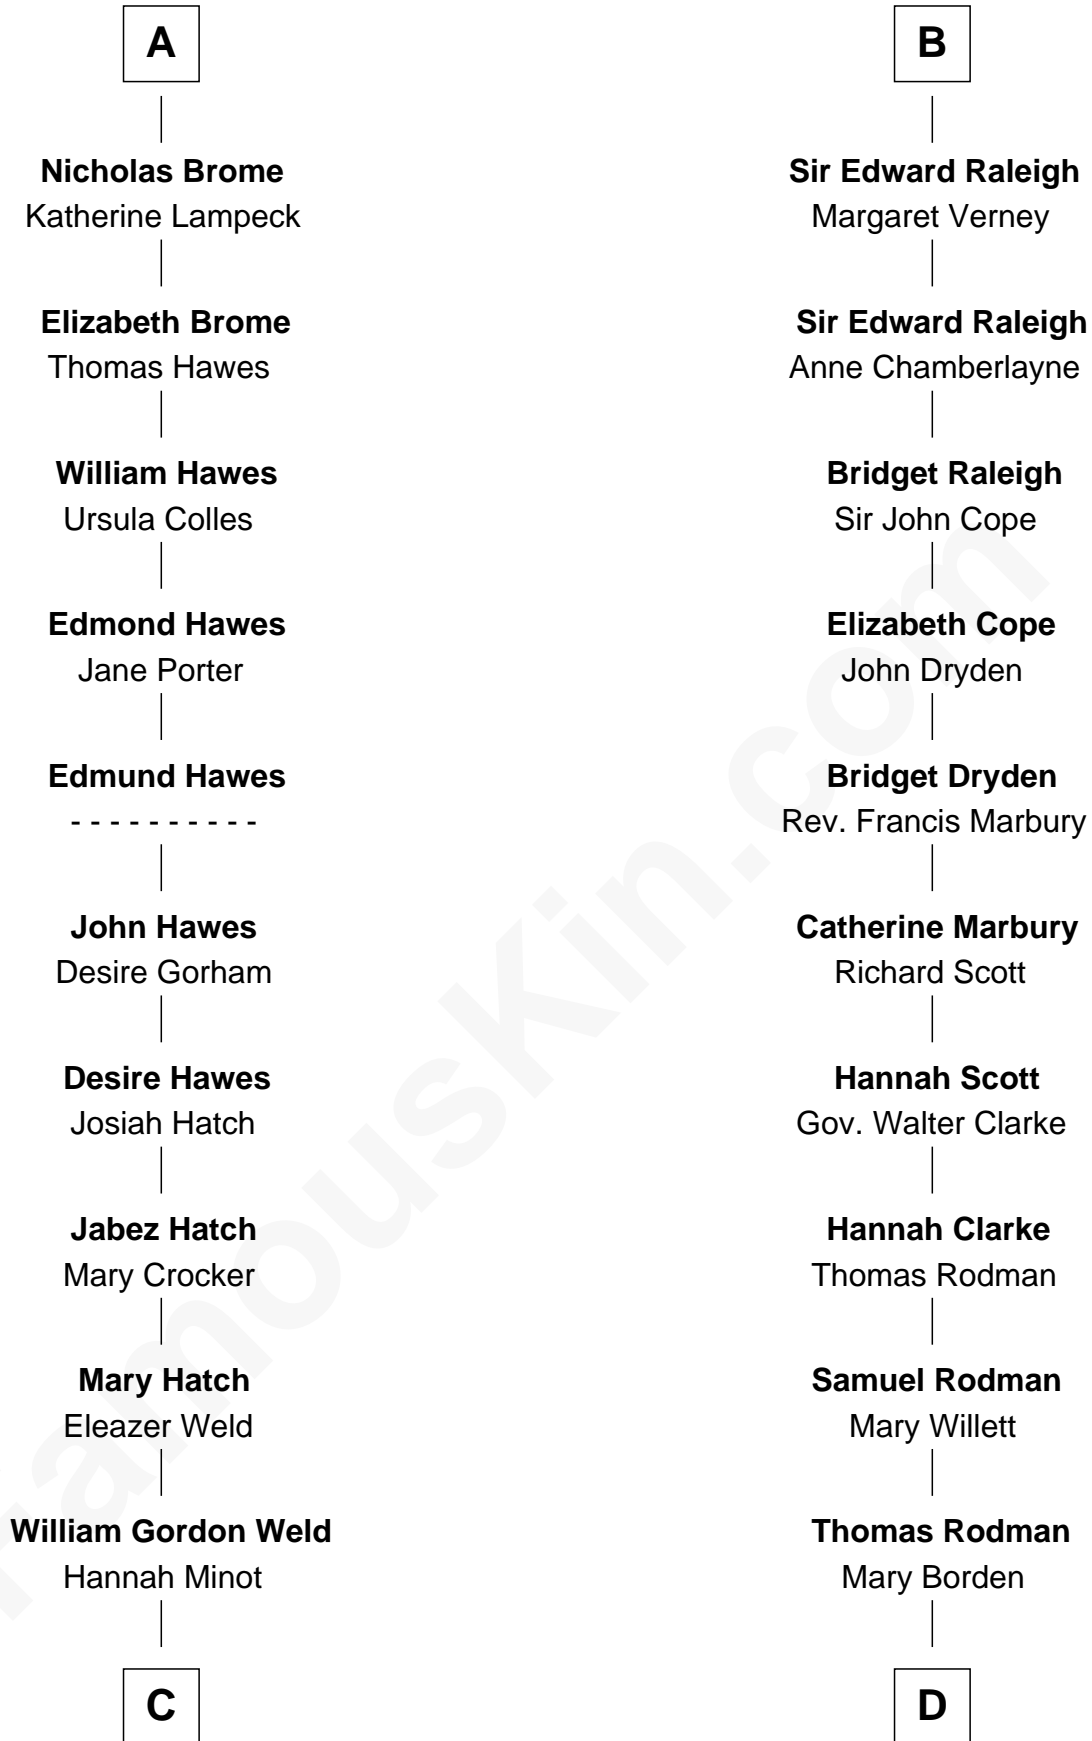 A
Nicholas Brome
Katherine Lampeck
Elizabeth Brome
Thomas Hawes
William Hawes
Ursula Colles
Edmond Hawes
Jane Porter
Edmund Hawes
- - - - - - - - - -
John Hawes
Desire Gorham
Desire Hawes
Josiah Hatch
Jabez Hatch
Mary Crocker
Mary Hatch
Eleazer Weld
William Gordon Weld
Hannah Minot
C
B
Sir Edward Raleigh
Margaret Verney
Sir Edward Raleigh
Anne Chamberlayne
Bridget Raleigh
Sir John Cope
Elizabeth Cope
John Dryden
Bridget Dryden
Rev. Francis Marbury
Catherine Marbury
Richard Scott
Hannah Scott
Gov. Walter Clarke
Hannah Clarke
Thomas Rodman
Samuel Rodman
Mary Willett
Thomas Rodman
Mary Borden
D
FamousKin.com